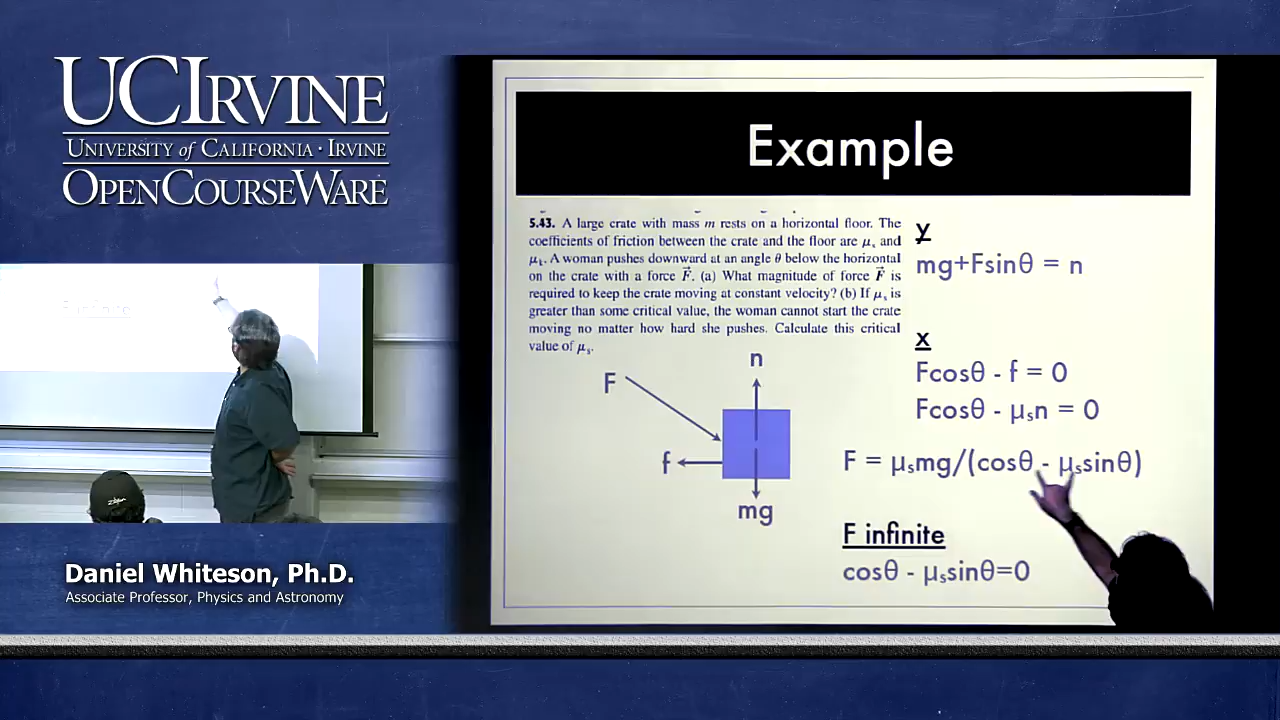 UCIRVINE
UNIVERSITY of CALIFORNIA · IRVINE
OPENCOURSEWARE
F infinite
Daniel Whiteson, Ph.D.
Associate Professor, Physics and Astronomy
Example
5.43. A large crate with mass m rests on a horizontal floor. The
coefficients of friction between the crate and the floor are μs and
μk. A woman pushes downward at an angle θ below the horizontal
on the crate with a force F⃗. (a) What magnitude of force F⃗ is
required to keep the crate moving at constant velocity? (b) If μs is
greater than some critical value, the woman cannot start the crate
moving no matter how hard she pushes. Calculate this critical
value of μs.
n
F
f
mg
y
mg+Fsinθ = n
x
Fcosθ - f = 0
Fcosθ - μsn = 0
F = μsmg/(cosθ - μssinθ)
F infinite
cosθ - μssinθ=0